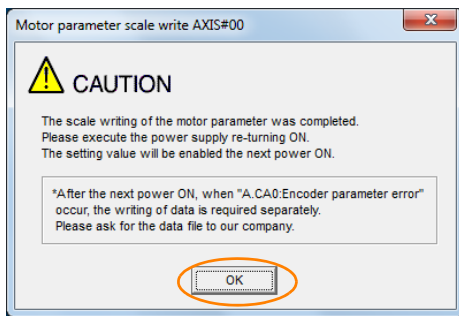 Motor parameter scale write AXIS#00
CAUTION
The scale writing of the motor parameter was completed.
Please execute the power supply re-turning ON.
The setting value will be enabled the next power ON.
*After the next power ON, when "A.CA0:Encoder parameter error"
occur, the writing of data is required separately.
Please ask for the data file to our company.
OK